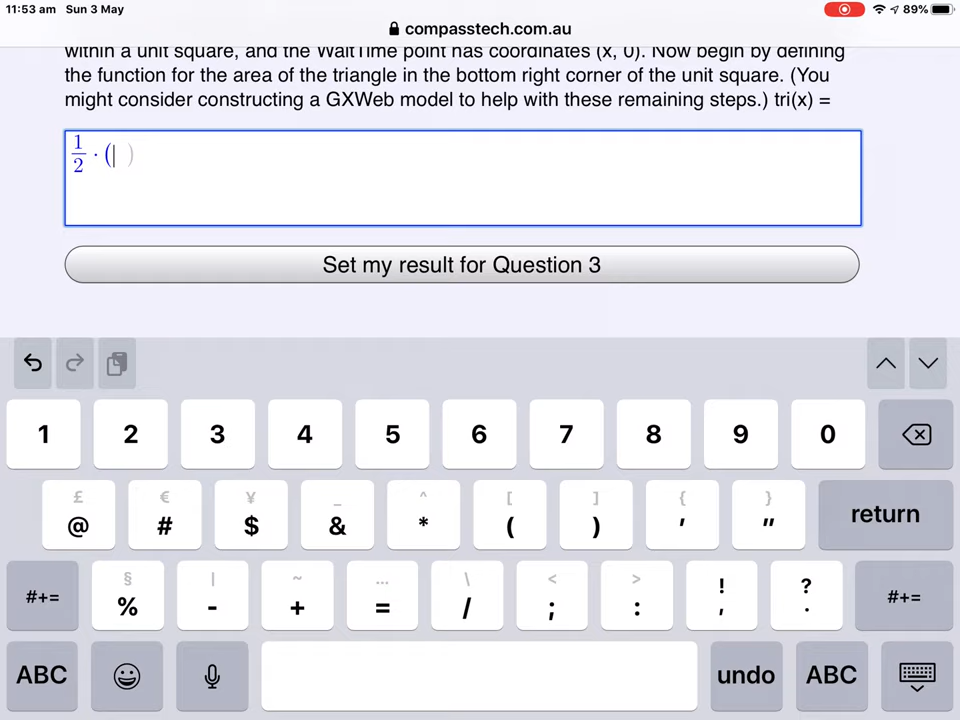 11:53 am Sun 3 May 89%
compasstech.com.au
within a unit square, and the WaitTime point has coordinates (x, 0). Now begin by defining
the function for the area of the triangle in the bottom right corner of the unit square. (You
might consider constructing a GXWeb model to help with these remaining steps.) tri(x) =
1/2 · ( )
Set my result for Question 3
1 2 3 4 5 6 7 8 9 0
£ € ¥ _ ^ [ ] { }
@ # $ & * ( ) ' " return
§ | ~ … \ < > ! ?
#+= % - + = / ; : , . #+=
ABC undo ABC